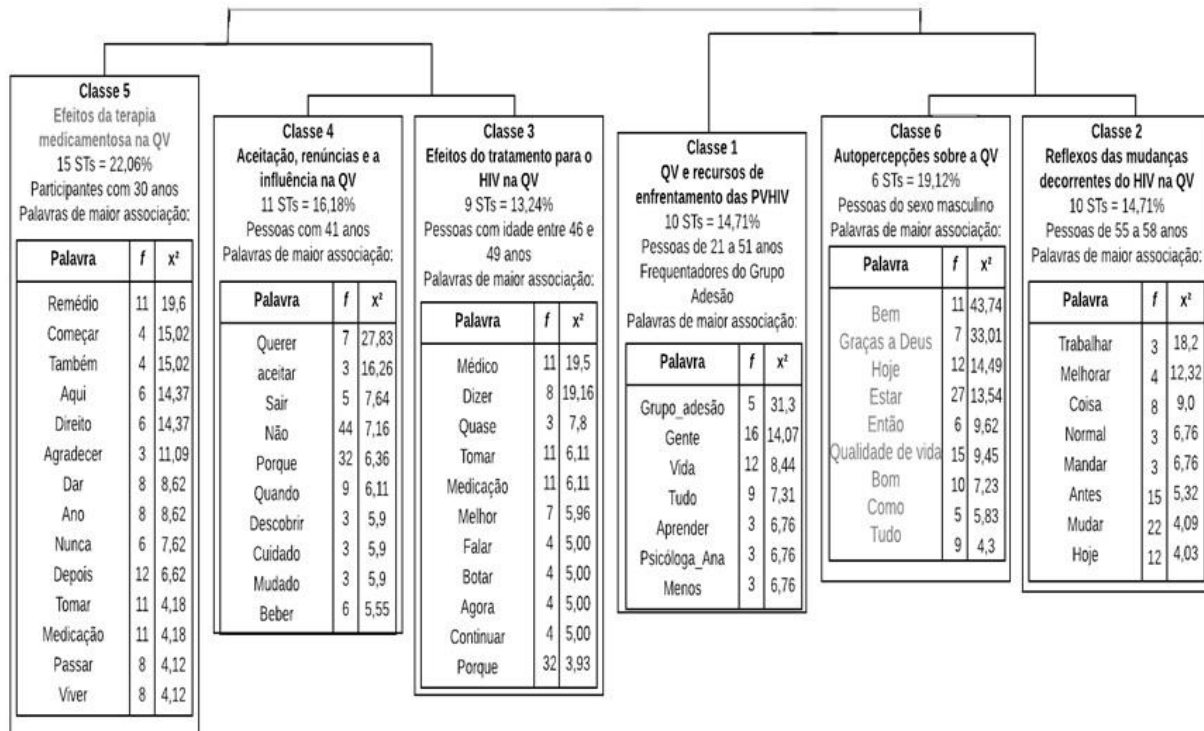 Classe 5
Efeitos da terapia
medicamentosa na QV
15 STs = 22,06%
Participantes com 30 anos
Palavras de maior associação:
Palavra f x²
Remédio 11 19,6
Começar 4 15,02
Também 4 15,02
Aqui 6 14,37
Direito 6 14,37
Agradecer 3 11,09
Dar 8 8,62
Ano 8 8,62
Nunca 6 7,62
Depois 12 6,62
Tomar 11 4,18
Medicação 11 4,18
Passar 8 4,12
Viver 8 4,12
Classe 4
Aceitação, renúncias e a
influência na QV
11 STs = 16,18%
Pessoas com 41 anos
Palavras de maior associação:
Palavra f x²
Querer 7 27,83
aceitar 3 16,26
Sair 5 7,64
Não 44 7,16
Porque 32 6,36
Quando 9 6,11
Descobrir 3 5,9
Cuidado 3 5,9
Mudado 3 5,9
Beber 6 5,55
Classe 3
Efeitos do tratamento para o
HIV na QV
9 STs = 13,24%
Pessoas com idade entre 46 e
49 anos
Palavras de maior associação:
Palavra f x²
Médico 11 19,5
Dizer 8 19,16
Quase 3 7,8
Tomar 11 6,11
Medicação 11 6,11
Melhor 7 5,96
Falar 4 5,00
Botar 4 5,00
Agora 4 5,00
Continuar 4 5,00
Porque 32 3,93
Classe 1
QV e recursos de
enfrentamento das PVHIV
10 STs = 14,71%
Pessoas de 21 a 51 anos
Frequentadores do Grupo
Adesão
Palavras de maior associação:
Palavra f x²
Grupo_adesão 5 31,3
Gente 16 14,07
Vida 12 8,44
Tudo 9 7,31
Aprender 3 6,76
Psicóloga_Ana 3 6,76
Menos 3 6,76
Classe 6
Autopercepções sobre a QV
6 STs = 19,12%
Pessoas do sexo masculino
Palavras de maior associação:
Palavra f x²
Bem 11 43,74
Graças a Deus 7 33,01
Hoje 12 14,49
Estar 27 13,54
Então 6 9,62
Qualidade de vida 15 9,45
Bom 10 7,23
Como 5 5,83
Tudo 9 4,3
Classe 2
Reflexos das mudanças
decorrentes do HIV na QV
10 STs = 14,71%
Pessoas de 55 a 58 anos
Palavras de maior associação:
Palavra f x²
Trabalhar 3 18,2
Melhorar 4 12,32
Coisa 8 9,0
Normal 3 6,76
Mandar 3 6,76
Antes 15 5,32
Mudar 22 4,09
Hoje 12 4,03